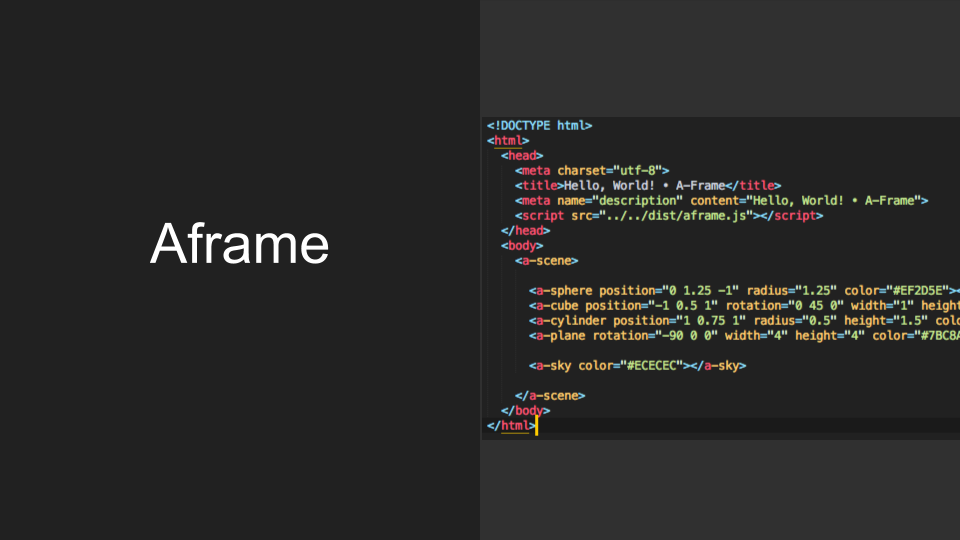 Aframe
<!DOCTYPE html>
<html>
<head>
<meta charset="utf-8">
<title>Hello, World! • A-Frame</title>
<meta name="description" content="Hello, World! • A-Frame">
<script src="../../dist/aframe.js"></script>
</head>
<body>
<a-scene>
<a-sphere position="0 1.25 -1" radius="1.25" color="#EF2D5E"><
<a-cube position="-1 0.5 1" rotation="0 45 0" width="1" height
<a-cylinder position="1 0.75 1" radius="0.5" height="1.5" colo
<a-plane rotation="-90 0 0" width="4" height="4" color="#7BC8A
<a-sky color="#ECECEC"></a-sky>
</a-scene>
</body>
</html>